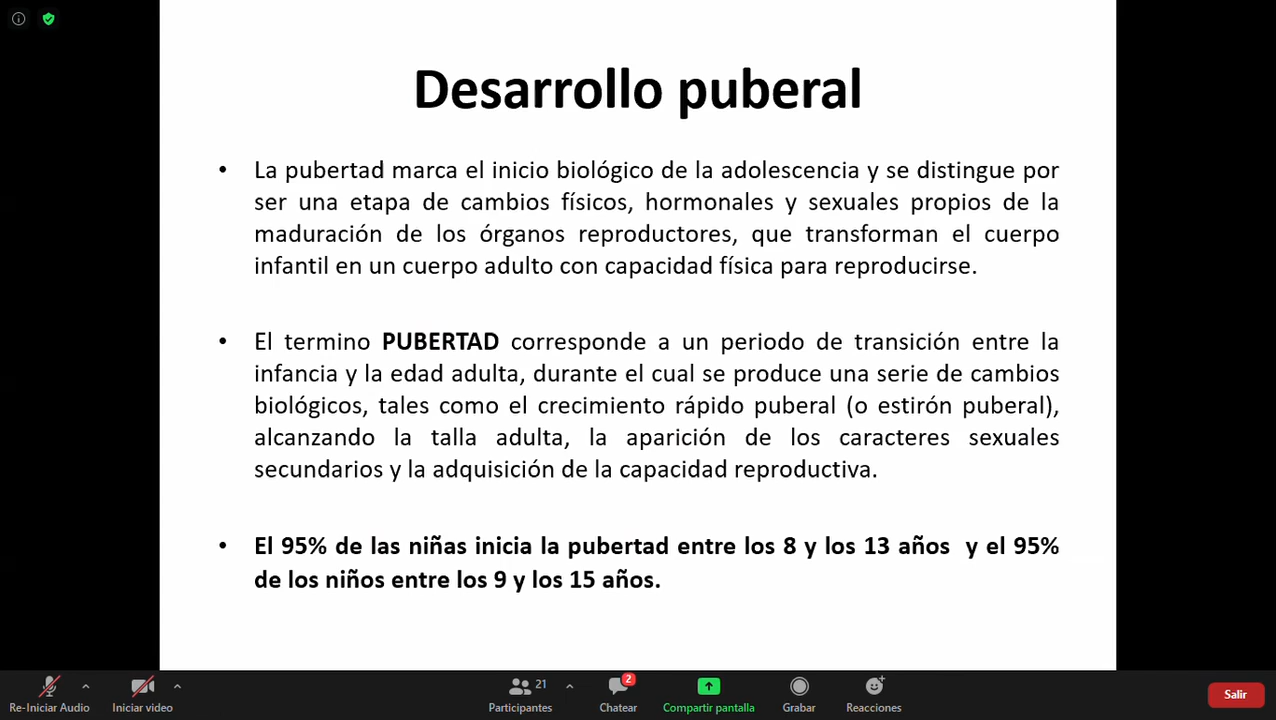 Desarrollo puberal
• La pubertad marca el inicio biológico de la adolescencia y se distingue por
ser una etapa de cambios físicos, hormonales y sexuales propios de la
maduración de los órganos reproductores, que transforman el cuerpo
infantil en un cuerpo adulto con capacidad física para reproducirse.
• El termino PUBERTAD corresponde a un periodo de transición entre la
infancia y la edad adulta, durante el cual se produce una serie de cambios
biológicos, tales como el crecimiento rápido puberal (o estirón puberal),
alcanzando la talla adulta, la aparición de los caracteres sexuales
secundarios y la adquisición de la capacidad reproductiva.
• El 95% de las niñas inicia la pubertad entre los 8 y los 13 años y el 95%
de los niños entre los 9 y los 15 años.
21
2
Re-Iniciar Audio
Iniciar video
Participantes
Chatear
Compartir pantalla
Grabar
Reacciones
Salir